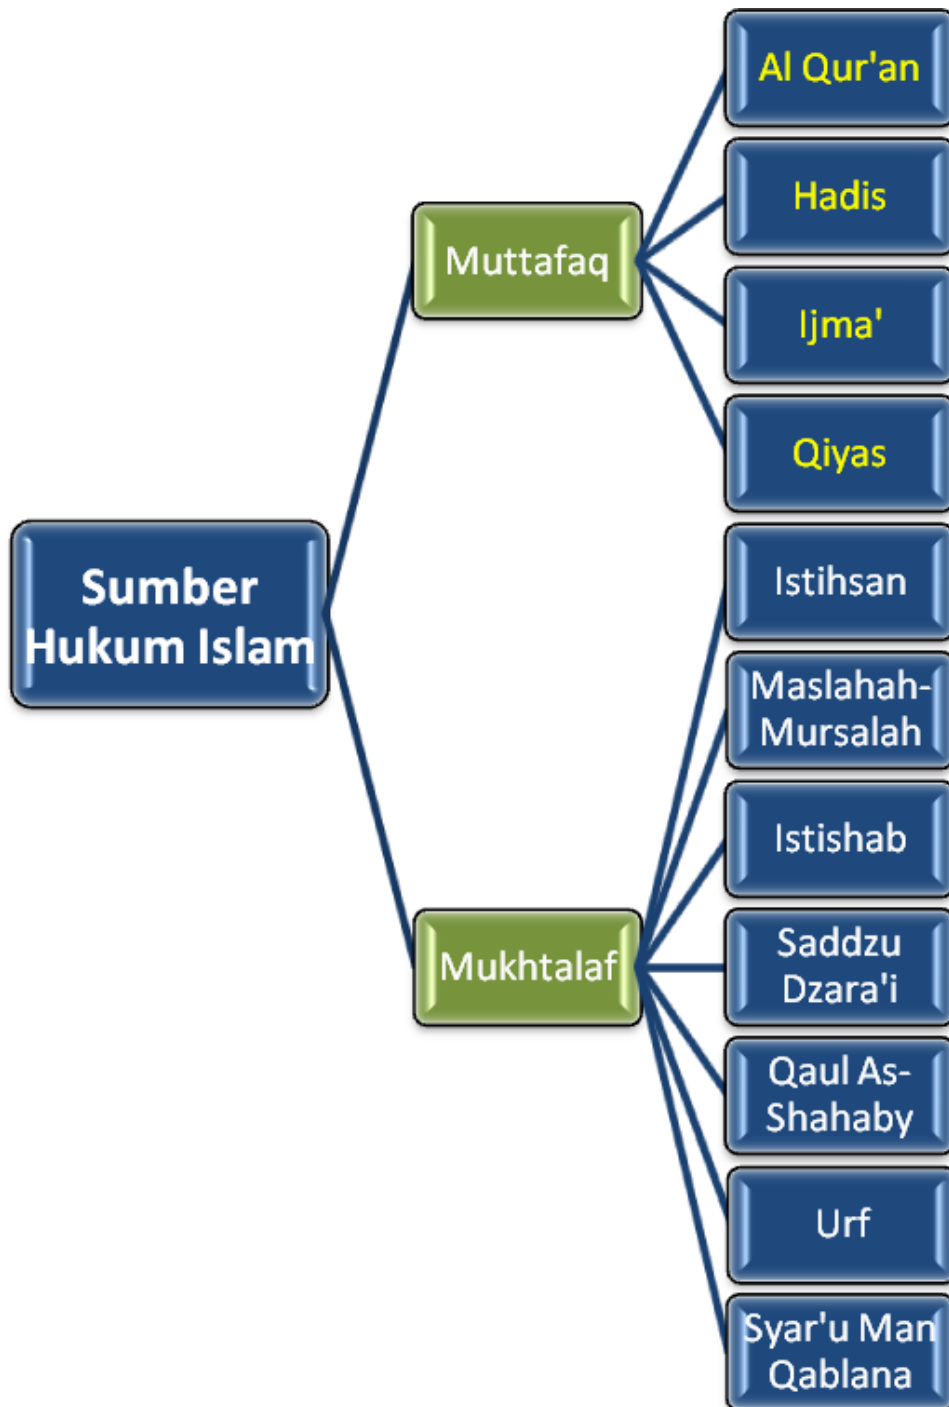 Sumber
Hukum Islam
Muttafaq
Al Qur'an
Hadis
Ijma'
Qiyas
Mukhtalaf
Istihsan
Maslahah-
Mursalah
Istishab
Saddzu
Dzara'i
Qaul As-
Shahaby
Urf
Syar'u Man
Qablana